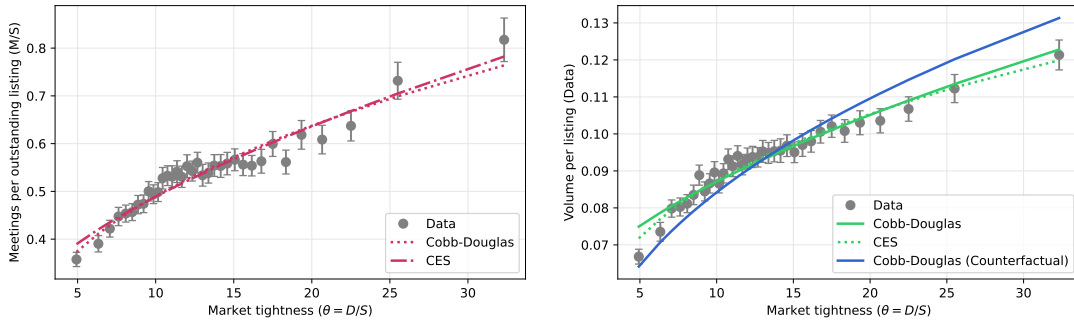 Meetings per outstanding lisitng (M/S)
0.8
0.7
0.6
0.5
0.4
5 10 15 20 25 30
Market tightness (θ = D/S)
Data
Cobb-Douglas
CES
Volume per listing (Data)
0.13
0.12
0.11
0.10
0.09
0.08
0.07
5 10 15 20 25 30
Market tightness (θ = D/S)
Data
Cobb-Douglas
CES
Cobb-Douglas (Counterfactual)